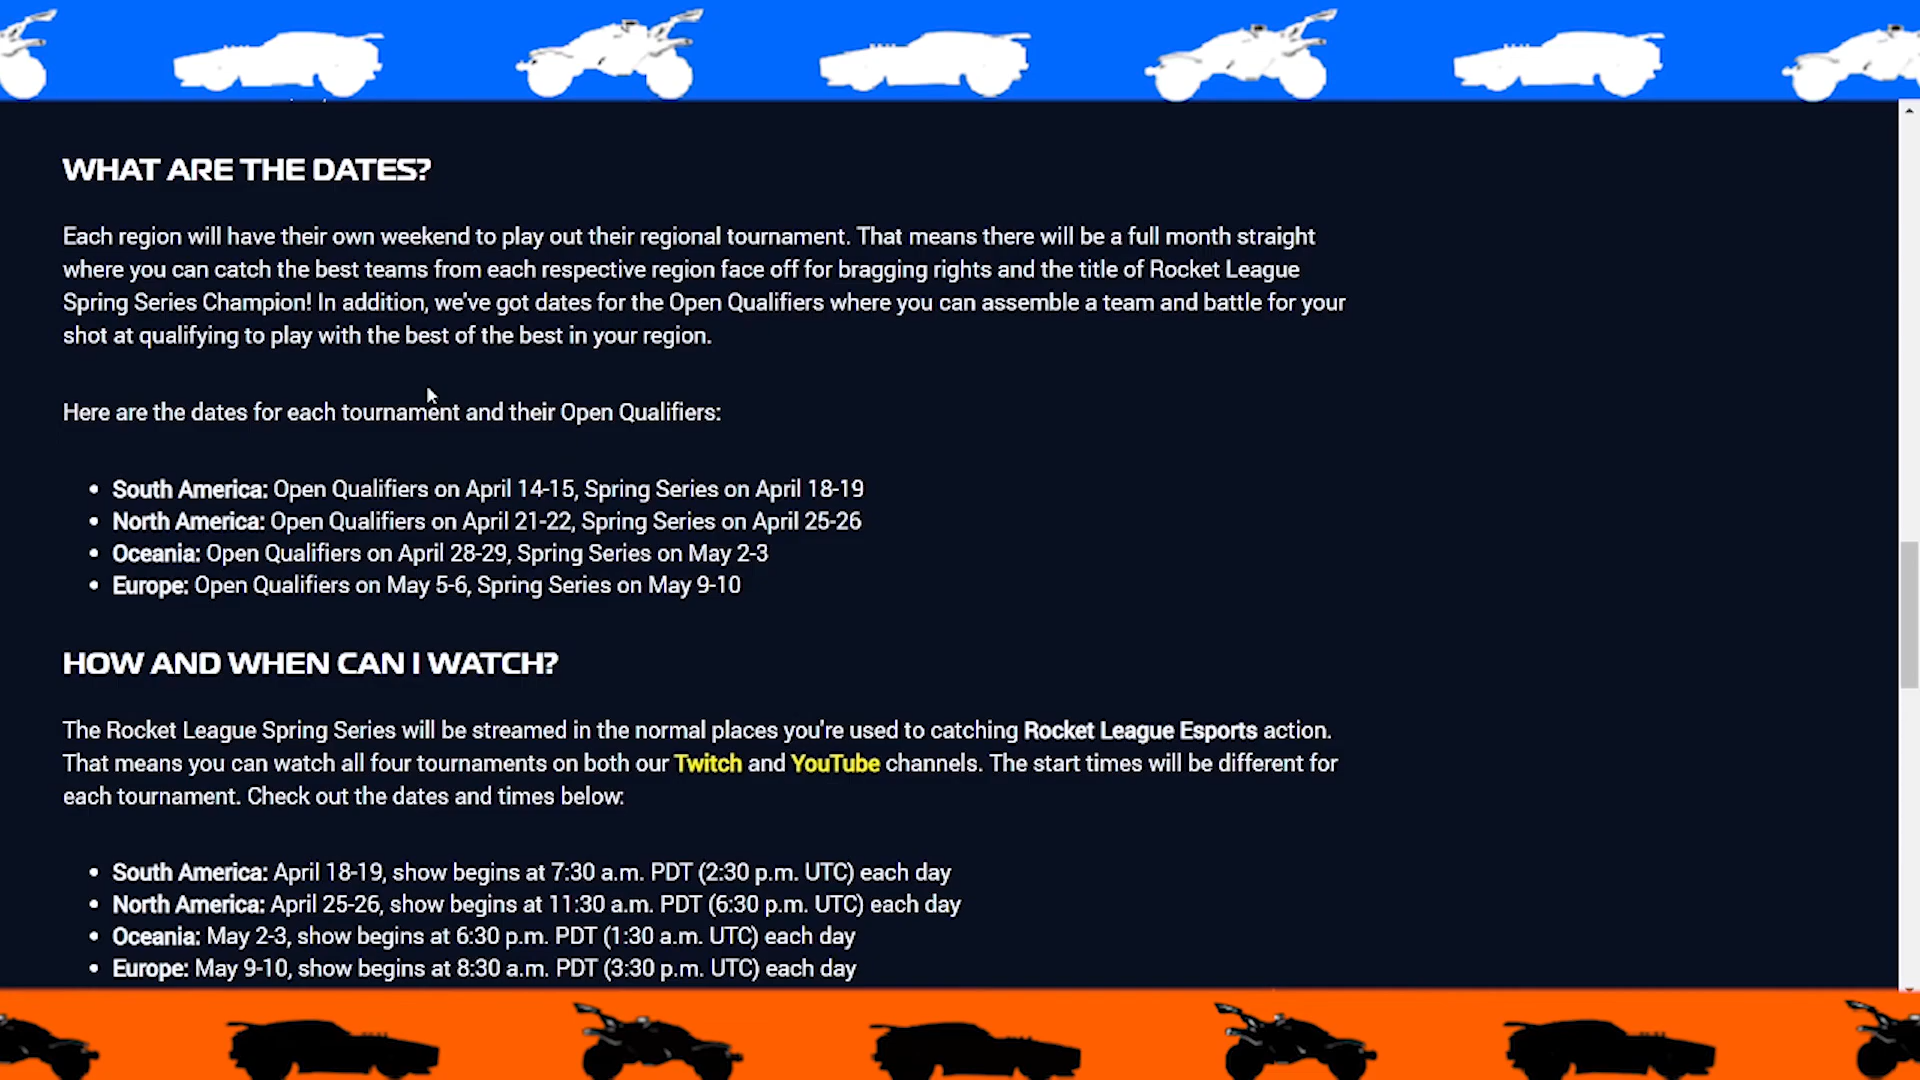 WHAT ARE THE DATES?
Each region will have their own weekend to play out their regional tournament. That means there will be a full month straight
where you can catch the best teams from each respective region face off for bragging rights and the title of Rocket League
Spring Series Champion! In addition, we've got dates for the Open Qualifiers where you can assemble a team and battle for your
shot at qualifying to play with the best of the best in your region.
Here are the dates for each tournament and their Open Qualifiers:
• South America: Open Qualifiers on April 14-15, Spring Series on April 18-19
• North America: Open Qualifiers on April 21-22, Spring Series on April 25-26
• Oceania: Open Qualifiers on April 28-29, Spring Series on May 2-3
• Europe: Open Qualifiers on May 5-6, Spring Series on May 9-10
HOW AND WHEN CAN I WATCH?
The Rocket League Spring Series will be streamed in the normal places you're used to catching Rocket League Esports action.
That means you can watch all four tournaments on both our Twitch and YouTube channels. The start times will be different for
each tournament. Check out the dates and times below:
• South America: April 18-19, show begins at 7:30 a.m. PDT (2:30 p.m. UTC) each day
• North America: April 25-26, show begins at 11:30 a.m. PDT (6:30 p.m. UTC) each day
• Oceania: May 2-3, show begins at 6:30 p.m. PDT (1:30 a.m. UTC) each day
• Europe: May 9-10, show begins at 8:30 a.m. PDT (3:30 p.m. UTC) each day